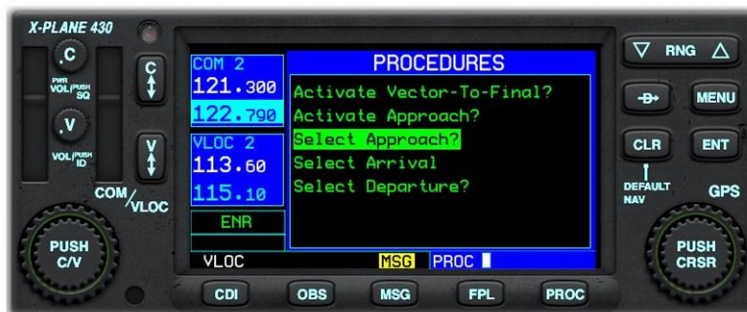 X-PLANE 430
.C
PWR
VOL/PUSH
SQ
C
.V
VOL/PUSH
ID
V
COM/VLOC
PUSH
C/V
COM 2
121.300
122.790
VLOC 2
113.60
115.10
ENR
VLOC
PROCEDURES
Activate Vector-To-Final?
Activate Approach?
Select Approach?
Select Arrival
Select Departure?
MSG
PROC
RNG
D
MENU
CLR
ENT
DEFAULT
NAV
GPS
PUSH
CRSR
CDI
OBS
MSG
FPL
PROC